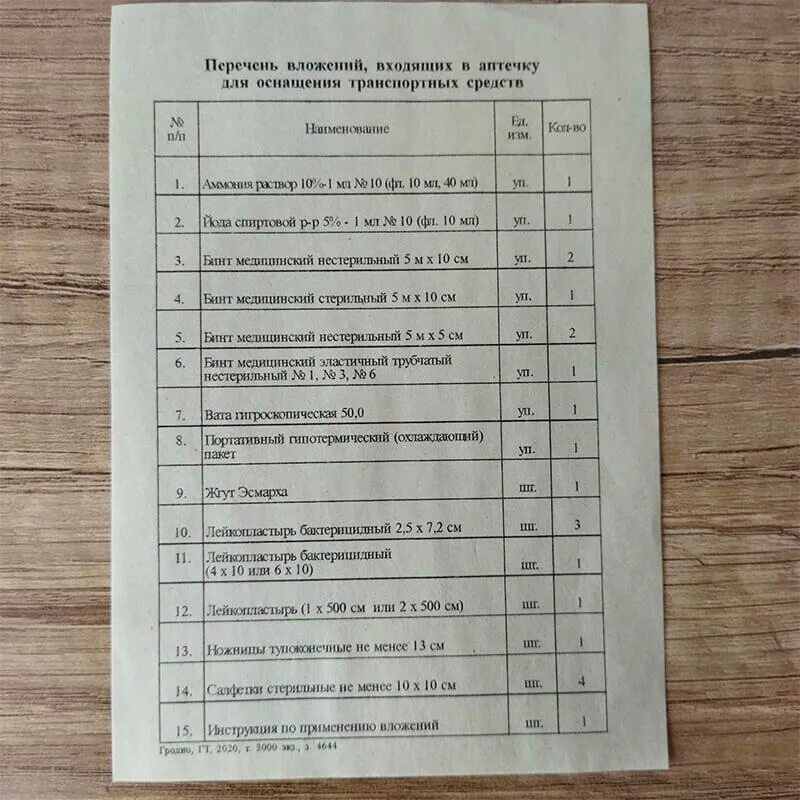 Перечень вложений, входящих в аптечку
для оснащения транспортных средств
№ п/п Наименование Ед. изм. Кол-во
1. Аммония раствор 10%-1 мл № 10 (фл. 10 мл, 40 мл) уп. 1
2. Йода спиртовой р-р 5% - 1 мл № 10 (фл. 10 мл) уп. 1
3. Бинт медицинский нестерильный 5 м х 10 см уп. 2
4. Бинт медицинский стерильный 5 м х 10 см уп. 1
5. Бинт медицинский нестерильный 5 м х 5 см уп. 2
6. Бинт медицинский эластичный трубчатый
нестерильный № 1, № 3, № 6 уп. 1
7. Вата гигроскопическая 50,0 уп. 1
8. Портативный гипотермический (охлаждающий)
пакет уп. 1
9. Жгут Эсмарха шт. 1
10. Лейкопластырь бактерицидный 2,5 х 7,2 см шт. 3
11. Лейкопластырь бактерицидный
(4 х 10 или 6 х 10) шт. 1
12. Лейкопластырь (1 х 500 см или 2 х 500 см) шт. 1
13. Ножницы тупоконечные не менее 13 см шт. 1
14. Салфетки стерильные не менее 10 х 10 см шт. 4
15. Инструкция по применению вложений шт. 1
Гродно, ГТ, 2020, т. 3000 экз., з. 4644